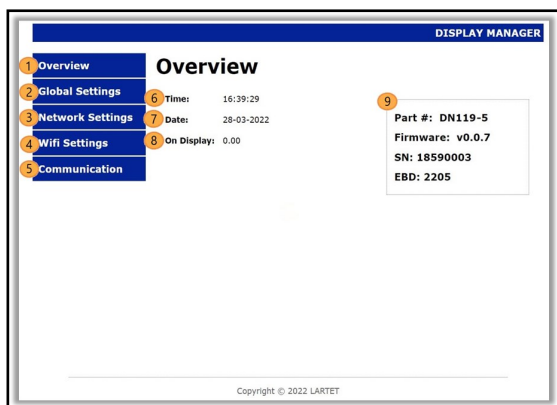 DISPLAY MANAGER
1 Overview
2 Global Settings
3 Network Settings
4 Wifi Settings
5 Communication
Overview
6 Time: 16:39:29
7 Date: 28-03-2022
8 On Display: 0.00
9
Part #: DN119-5
Firmware: v0.0.7
SN: 18590003
EBD: 2205
Copyright © 2022 LARTET